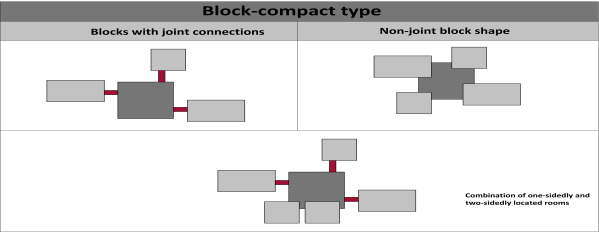 Block-compact type
Blocks with joint connections
Non-joint block shape
Combination of one-sidedly and
two-sidedly located rooms